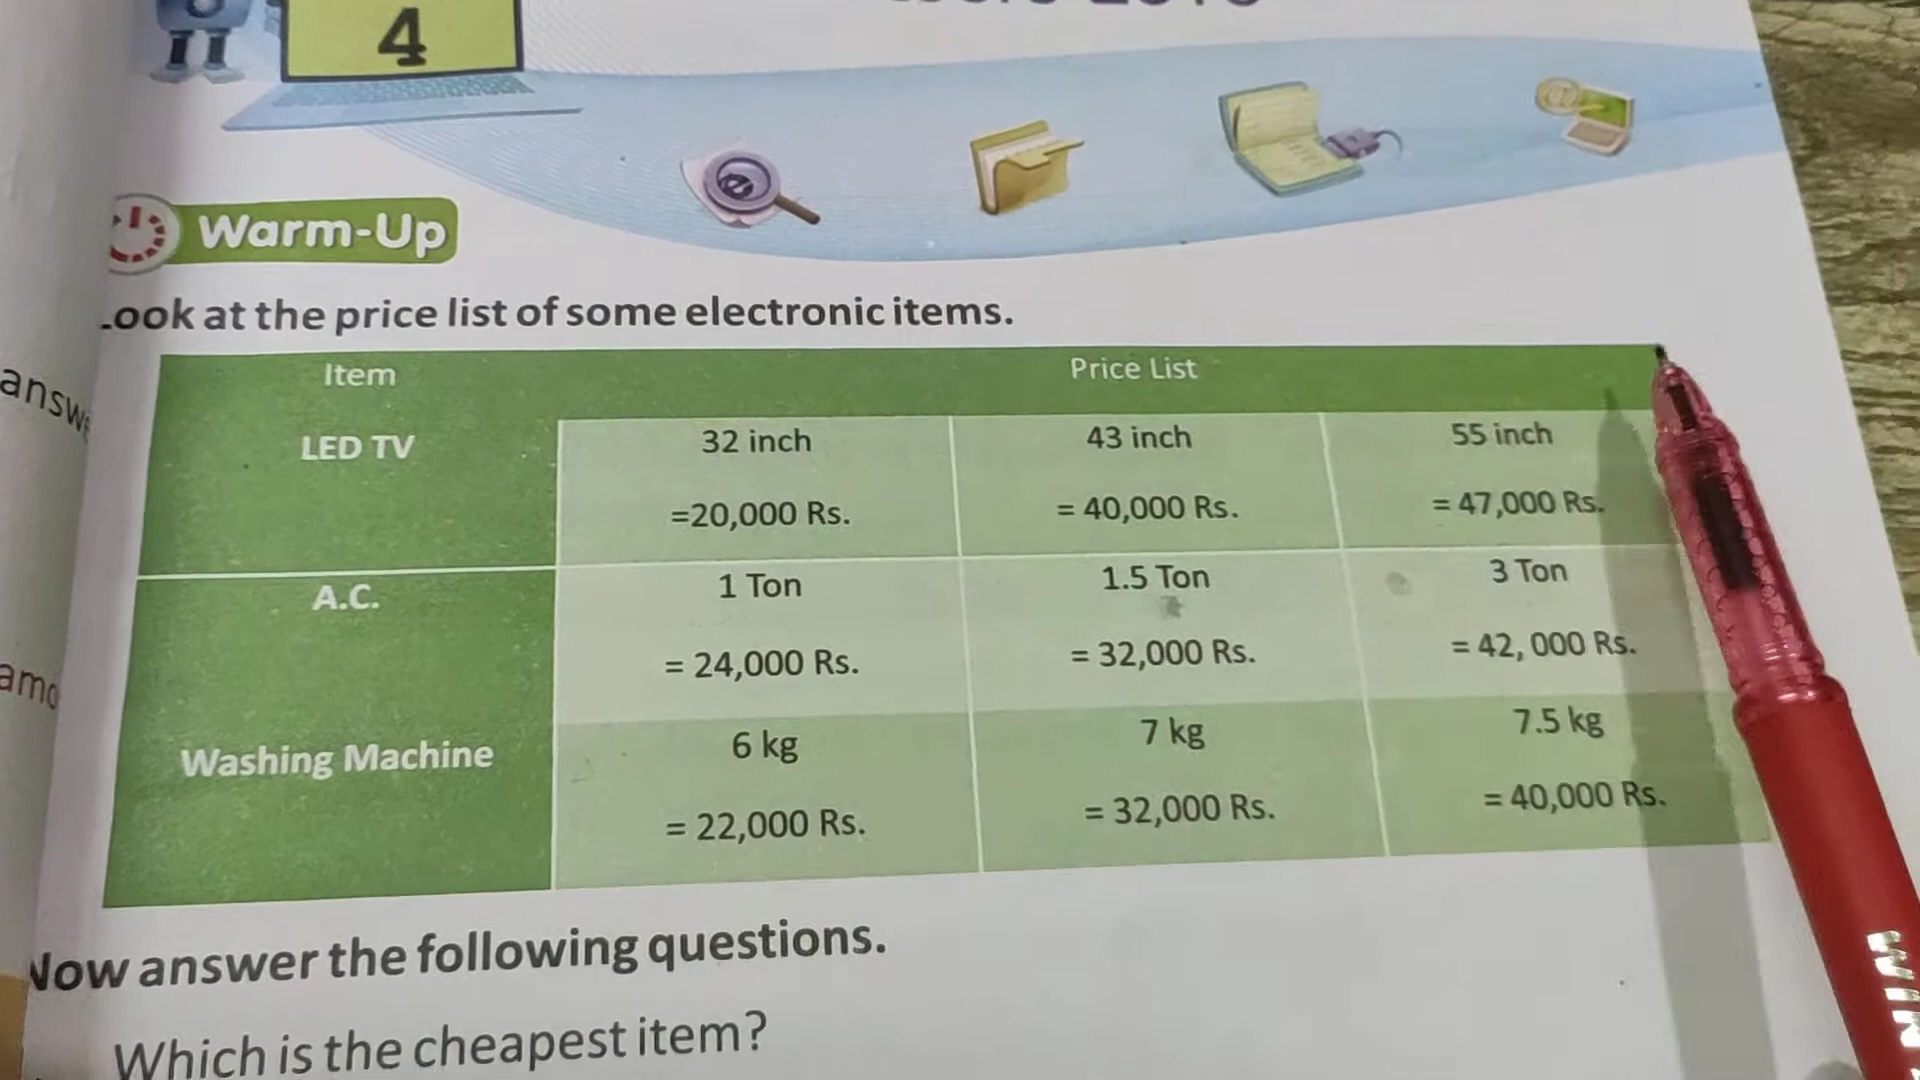 4
Warm-Up
Look at the price list of some electronic items.
Item Price List
LED TV 32 inch 43 inch 55 inch
=20,000 Rs. = 40,000 Rs. = 47,000 Rs.
A.C. 1 Ton 1.5 Ton 3 Ton
= 24,000 Rs. = 32,000 Rs. = 42, 000 Rs.
Washing Machine 6 kg 7 kg 7.5 kg
= 22,000 Rs. = 32,000 Rs. = 40,000 Rs.
Now answer the following questions.
Which is the cheapest item?